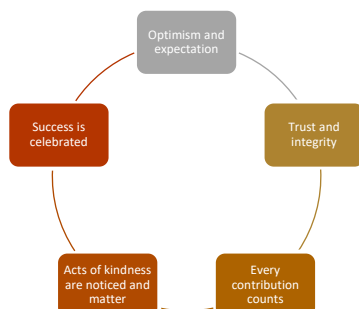 Optimism and
expectation
Trust and
integrity
Every
contribution
counts
Acts of kindness
are noticed and
matter
Success is
celebrated